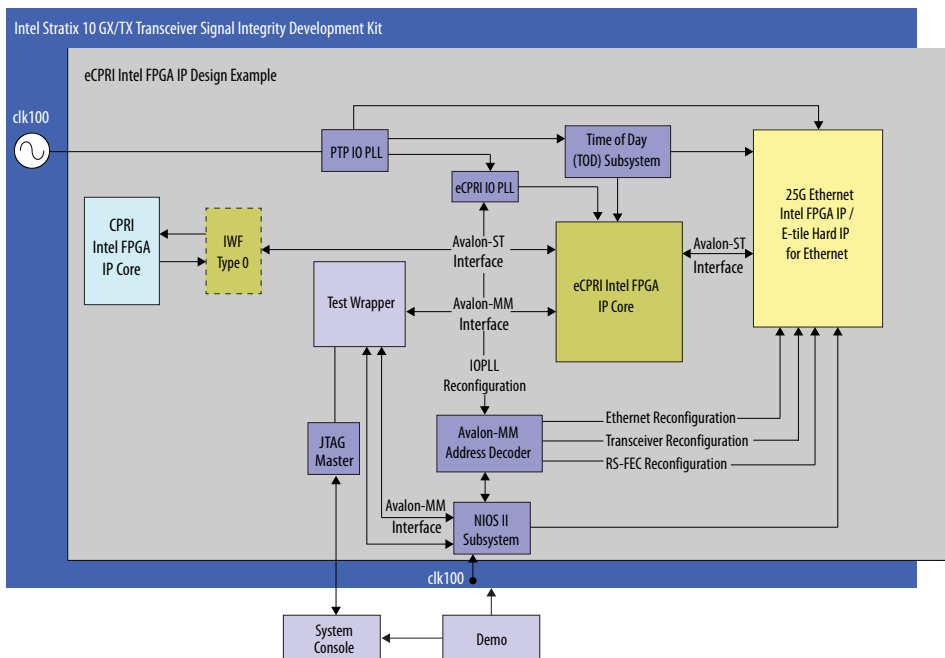 Intel Stratix 10 GX/TX Transceiver Signal Integrity Development Kit
eCPRI Intel FPGA IP Design Example
clk100
PTP IO PLL
Time of Day
(TOD) Subsystem
eCPRI IO PLL
25G Ethernet
Intel FPGA IP /
E-tile Hard IP
for Ethernet
CPRI
Intel FPGA
IP Core
IWF
Type 0
Avalon-ST
Interface
eCPRI Intel FPGA
IP Core
Avalon-ST
Interface
Test Wrapper
Avalon-MM
Interface
IOPLL
Reconfiguration
JTAG
Master
Avalon-MM
Address Decoder
Ethernet Reconfiguration
Transceiver Reconfiguration
RS-FEC Reconfiguration
Avalon-MM
Interface
NIOS II
Subsystem
clk100
System
Console
Demo